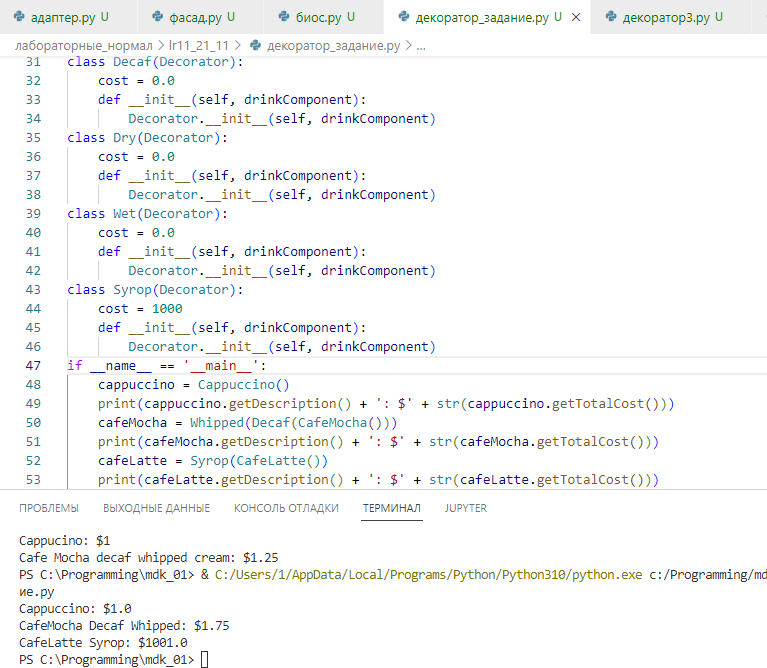 адаптер.py U фасад.py U биос.py U декоратор_задание.py U × декоратор3.py U
лабораторные_нормал > lr11_21_11 > декоратор_задание.py > ...
31 class Decaf(Decorator):
32 cost = 0.0
33 def __init__(self, drinkComponent):
34 Decorator.__init__(self, drinkComponent)
35 class Dry(Decorator):
36 cost = 0.0
37 def __init__(self, drinkComponent):
38 Decorator.__init__(self, drinkComponent)
39 class Wet(Decorator):
40 cost = 0.0
41 def __init__(self, drinkComponent):
42 Decorator.__init__(self, drinkComponent)
43 class Syrop(Decorator):
44 cost = 1000
45 def __init__(self, drinkComponent):
46 Decorator.__init__(self, drinkComponent)
47 if __name__ == '__main__':
48 cappuccino = Cappuccino()
49 print(cappuccino.getDescription() + ': $' + str(cappuccino.getTotalCost()))
50 cafeMocha = Whipped(Decaf(CafeMocha()))
51 print(cafeMocha.getDescription() + ': $' + str(cafeMocha.getTotalCost()))
52 cafeLatte = Syrop(CafeLatte())
53 print(cafeLatte.getDescription() + ': $' + str(cafeLatte.getTotalCost()))
ПРОБЛЕМЫ ВЫХОДНЫЕ ДАННЫЕ КОНСОЛЬ ОТЛАДКИ ТЕРМИНАЛ JUPYTER
Cappucino: $1
Cafe Mocha decaf whipped cream: $1.25
PS C:\Programming\mdk_01> & C:/Users/1/AppData/Local/Programs/Python/Python310/python.exe c:/Programming/md
ие.py
Cappuccino: $1.0
CafeMocha Decaf Whipped: $1.75
CafeLatte Syrop: $1001.0
PS C:\Programming\mdk_01>